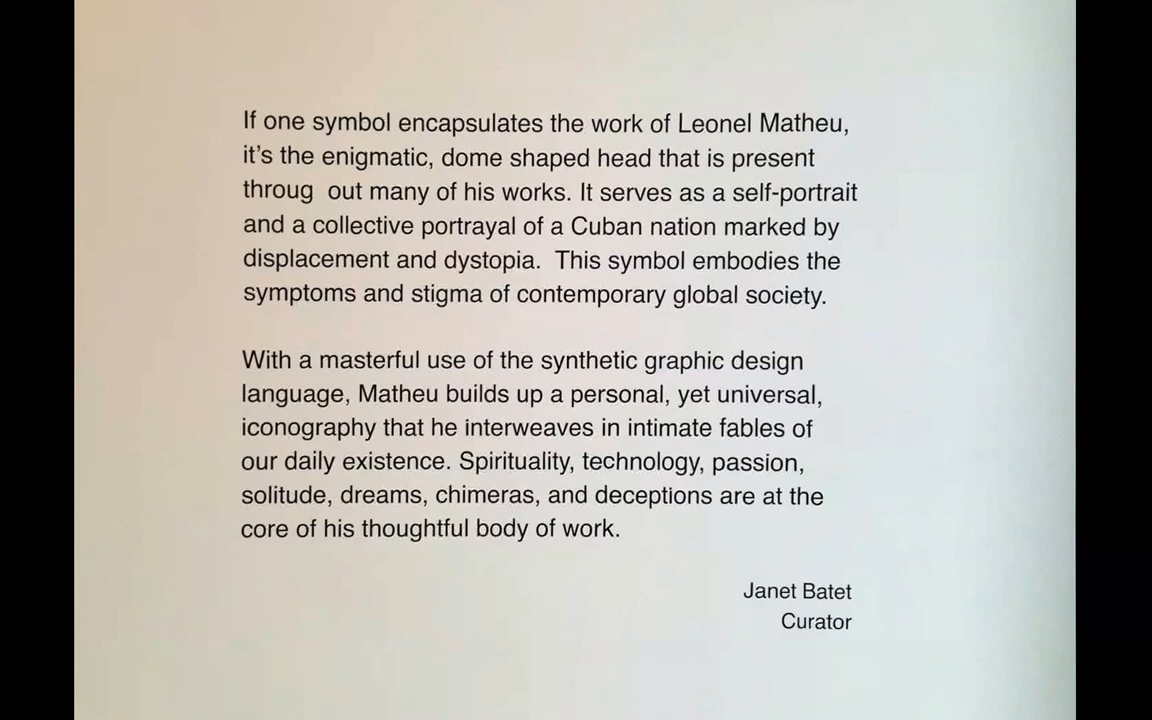 If one symbol encapsulates the work of Leonel Matheu,
it's the enigmatic, dome shaped head that is present
throug  out many of his works. It serves as a self-portrait
and a collective portrayal of a Cuban nation marked by
displacement and dystopia.  This symbol embodies the
symptoms and stigma of contemporary global society.

With a masterful use of the synthetic graphic design
language, Matheu builds up a personal, yet universal,
iconography that he interweaves in intimate fables of
our daily existence. Spirituality, technology, passion,
solitude, dreams, chimeras, and deceptions are at the
core of his thoughtful body of work.

Janet Batet
Curator